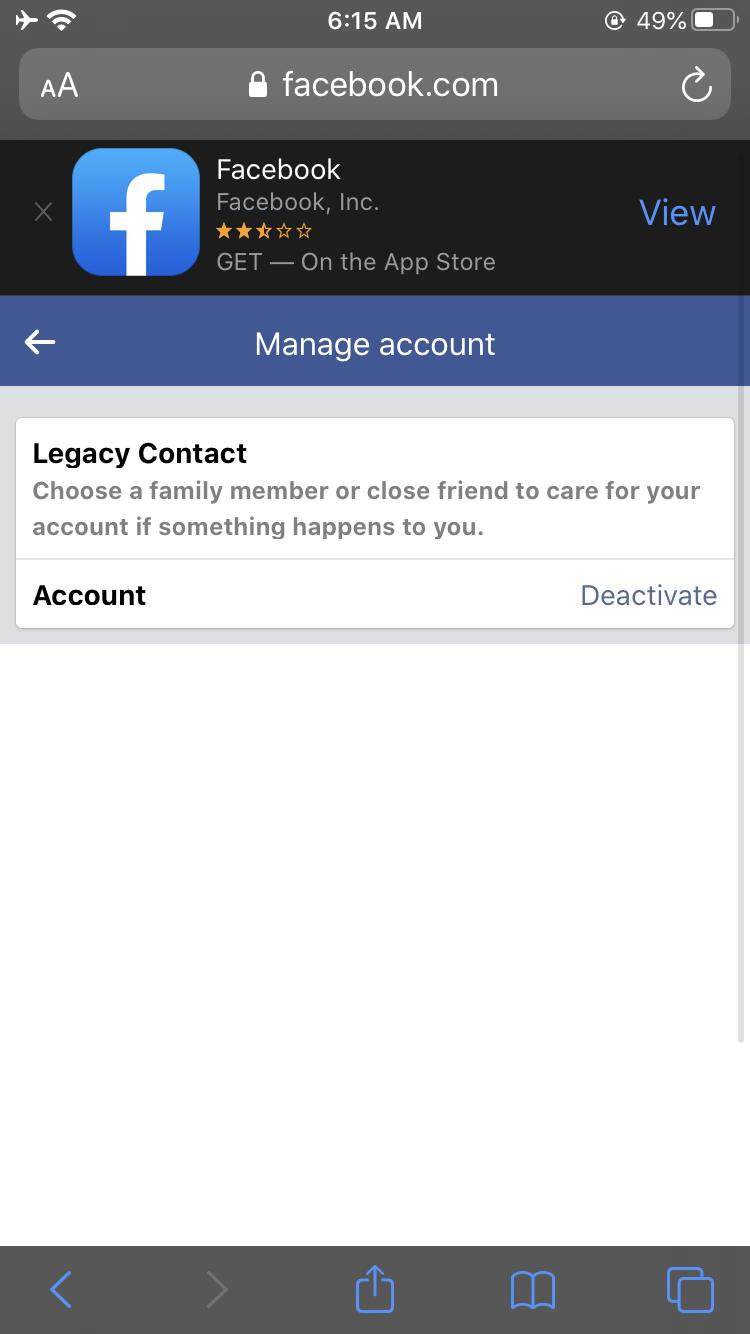 6:15 AM
49%
AA
facebook.com
Facebook
Facebook, Inc.
GET — On the App Store
View
Manage account
Legacy Contact
Choose a family member or close friend to care for your
account if something happens to you.
Account
Deactivate